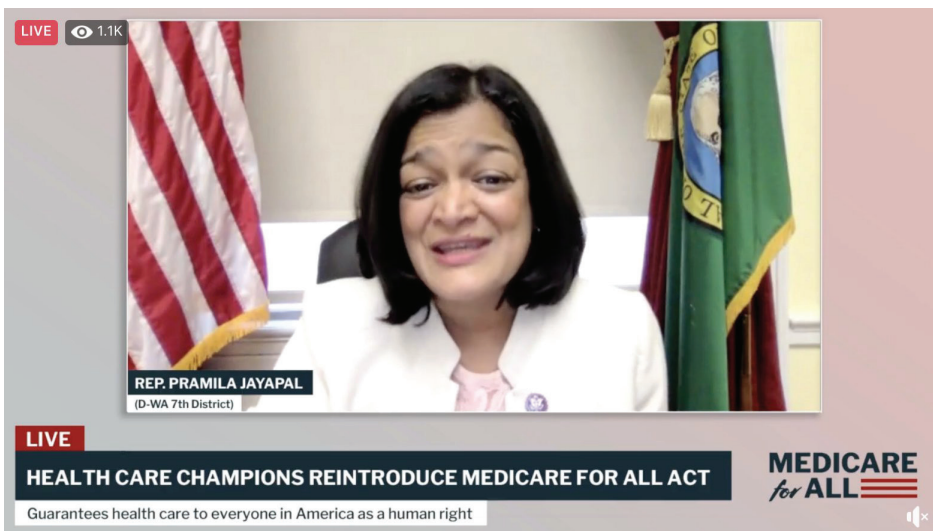 LIVE 1.1K
REP. PRAMILA JAYAPAL
(D-WA 7th District)
LIVE
HEALTH CARE CHAMPIONS REINTRODUCE MEDICARE FOR ALL ACT
Guarantees health care to everyone in America as a human right
MEDICARE
for ALL